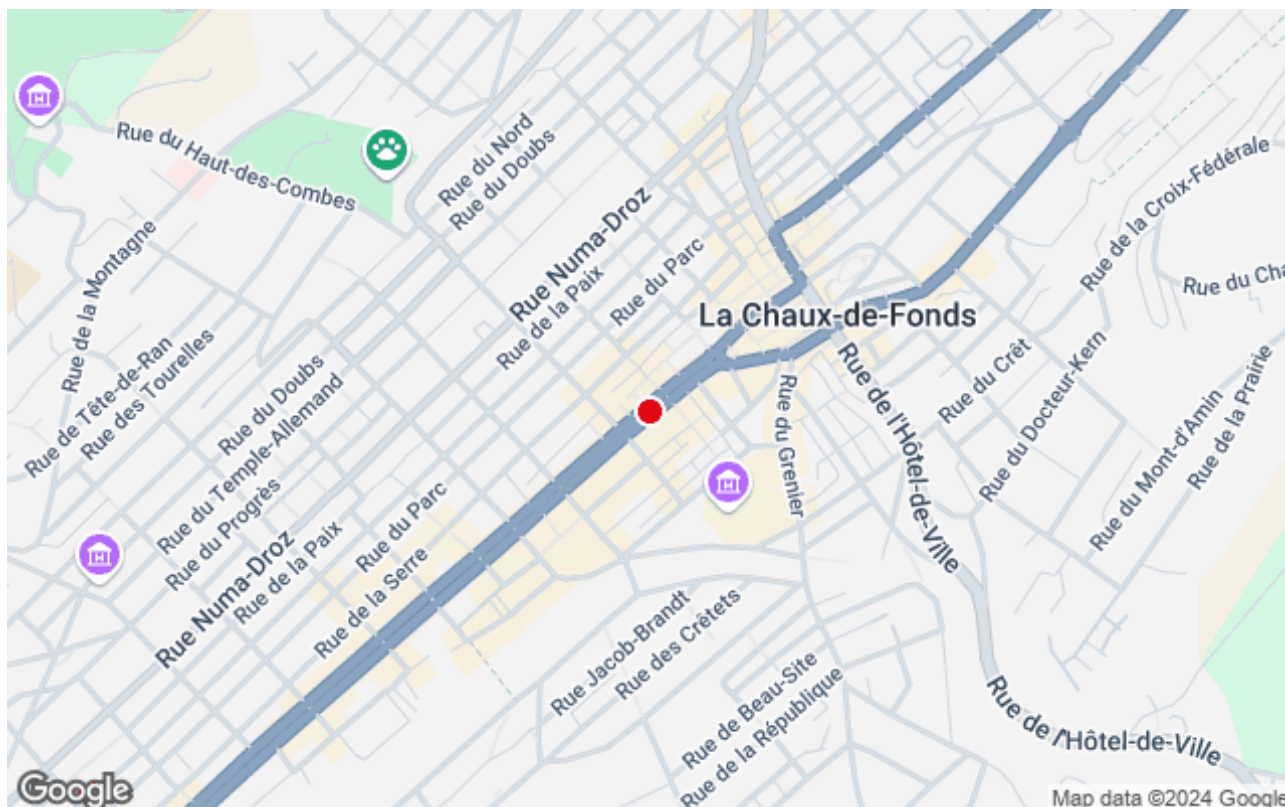 Rue du Haut-des-Combes
Rue du Nord
Rue du Doubs
Rue de la Croix-Fédérale
Rue de la Montagne
Rue Numa-Droz
Rue de la Paix
Rue du Parc
Rue du Cha
La Chaux-de-Fonds
Rue de Tête-de-Ran
Rue des Tourelles
Rue du Doubs
Rue du Temple-Allemand
Rue du Progrès
Rue Numa-Droz
Rue de la Paix
Rue du Parc
Rue de la Serre
Rue du Grenier
Rue de l'Hôtel-de-Ville
Rue du Crêt
Rue du Docteur-Kern
Rue du Mont-d'Amin
Rue de la Prairie
Rue Jacob-Brandt
Rue des Crêtets
Rue de Beau-Site
Rue de la République
Rue de l'Hôtel-de-Ville
Google
Map data ©2024 Google